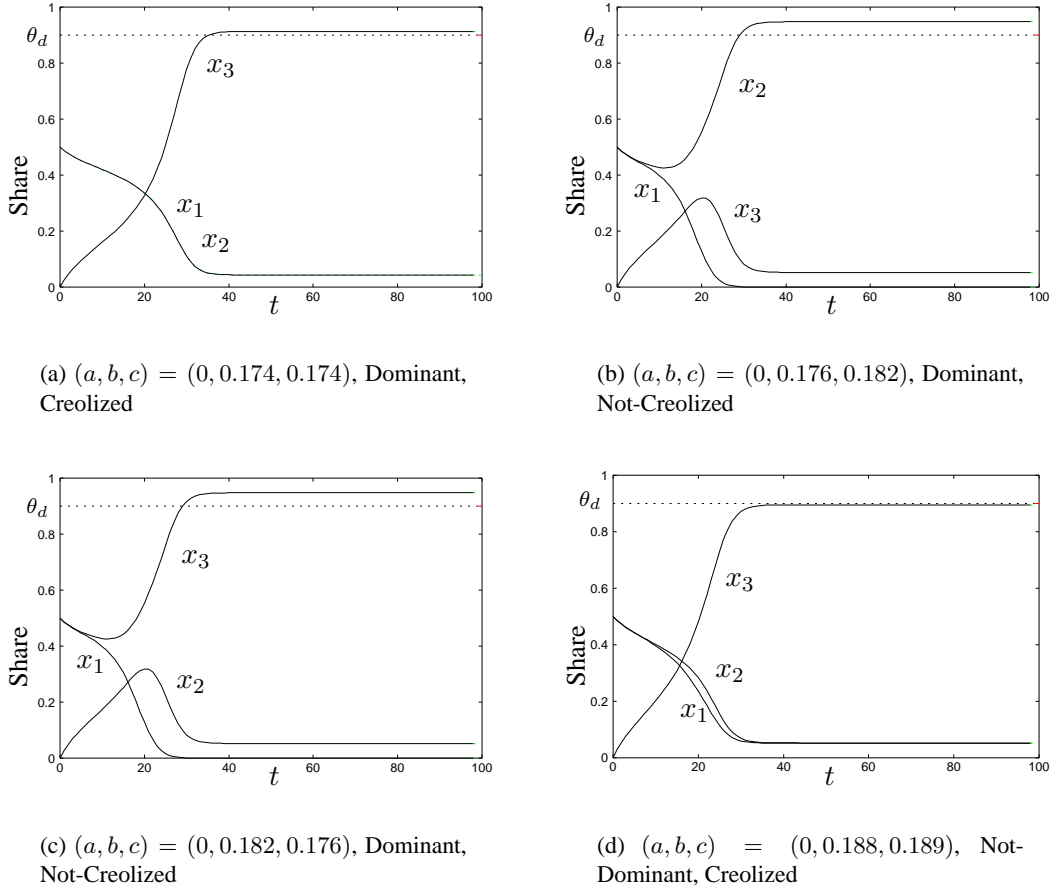 1
θd
0.8
0.6
0.4
0.2
0
Share
x3
x1
x2
0 20 40 60 80 100
t
(a) (a, b, c) = (0, 0.174, 0.174), Dominant,
Creolized
1
θd
0.8
0.6
0.4
0.2
0
Share
x2
x1
x3
0 20 40 60 80 100
t
(b) (a, b, c) = (0, 0.176, 0.182), Dominant,
Not-Creolized
1
θd
0.8
0.6
0.4
0.2
0
Share
x3
x1
x2
0 20 40 60 80 100
t
(c) (a, b, c) = (0, 0.182, 0.176), Dominant,
Not-Creolized
1
θd
0.8
0.6
0.4
0.2
0
Share
x3
x2
x1
0 20 40 60 80 100
t
(d) (a, b, c) = (0, 0.188, 0.189), Not-
Dominant, Creolized